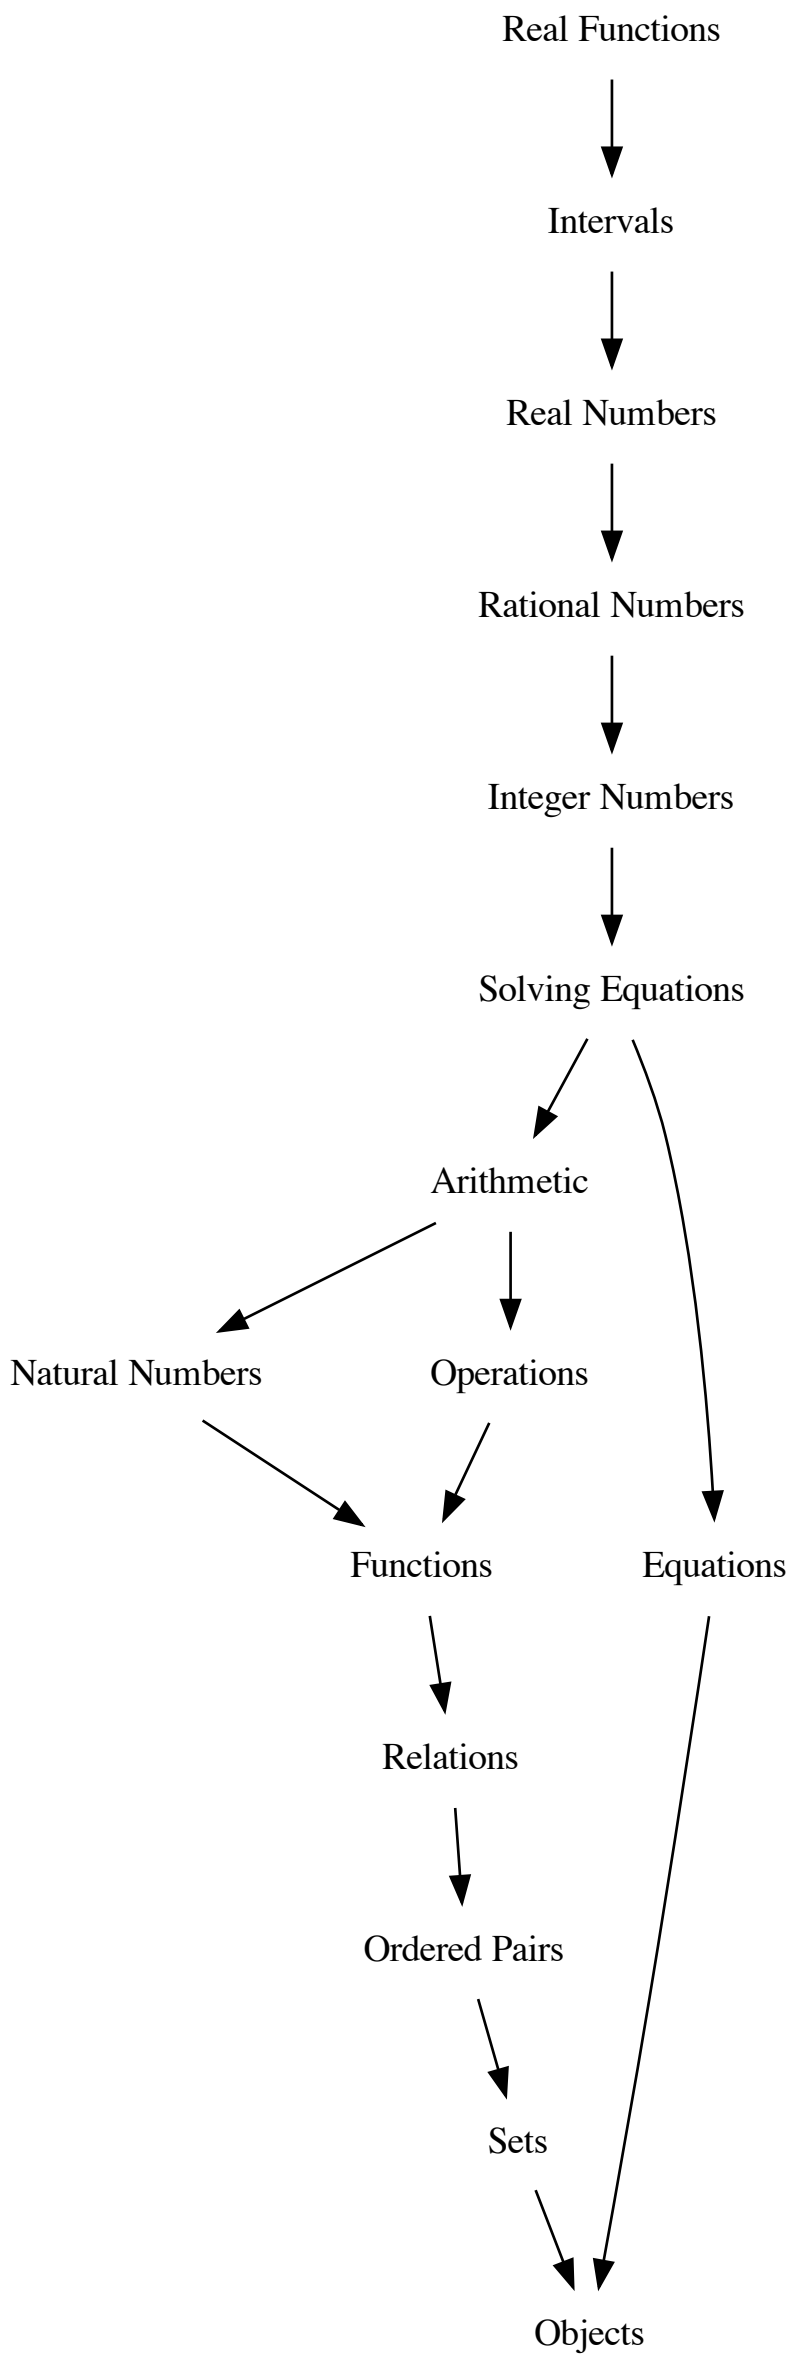 Real Functions
Intervals
Real Numbers
Rational Numbers
Integer Numbers
Solving Equations
Arithmetic
Natural Numbers
Operations
Functions
Equations
Relations
Ordered Pairs
Sets
Objects